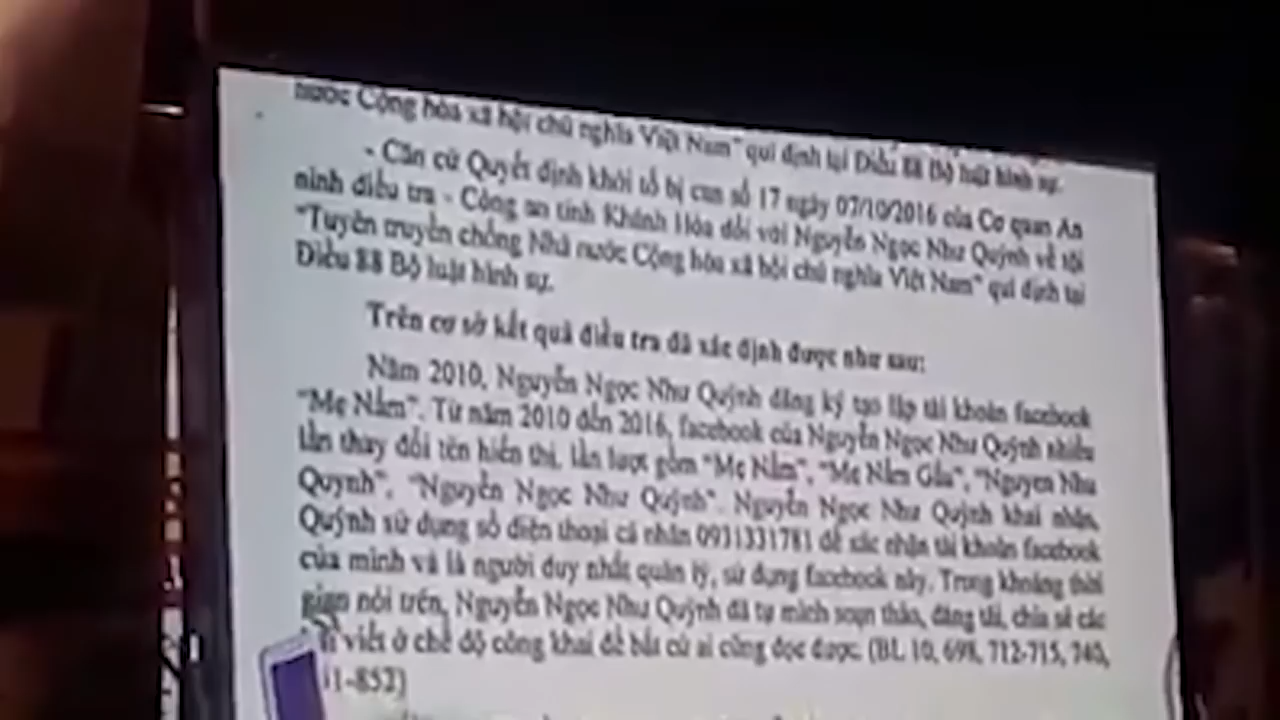 nước Cộng hòa xã hội chủ nghĩa Việt Nam" qui định tại Điều 88 Bộ luật hình sự.
- Căn cứ Quyết định khởi tố bị can số 17 ngày 07/10/2016 của Cơ quan An
ninh điều tra - Công an tỉnh Khánh Hòa đối với Nguyễn Ngọc Như Quỳnh về tội
"Tuyên truyền chống Nhà nước Cộng hòa xã hội chủ nghĩa Việt Nam" qui định tại
Điều 88 Bộ luật hình sự.
Trên cơ sở kết quả điều tra đã xác định được như sau:
Năm 2010, Nguyễn Ngọc Như Quỳnh đăng ký tạo lập tài khoản facebook
"Mẹ Nấm". Từ năm 2010 đến 2016, facebook của Nguyễn Ngọc Như Quỳnh nhiều
lần thay đổi tên hiển thị, lần lượt gồm "Mẹ Nấm", "Mẹ Nấm Gấu", "Nguyen Nhu
Quynh", "Nguyễn Ngọc Như Quỳnh". Nguyễn Ngọc Như Quỳnh khai nhận,
Quỳnh sử dụng số điện thoại cá nhân 0931331781 để xác nhận tài khoản facebook
của mình và là người duy nhất quản lý, sử dụng facebook này. Trong khoảng thời
gian nói trên, Nguyễn Ngọc Như Quỳnh đã tự mình soạn thảo, đăng tải, chia sẻ các
viết ở chế độ công khai để bất cứ ai cũng đọc được. (BL 10, 698, 712-715, 740,
1-852)